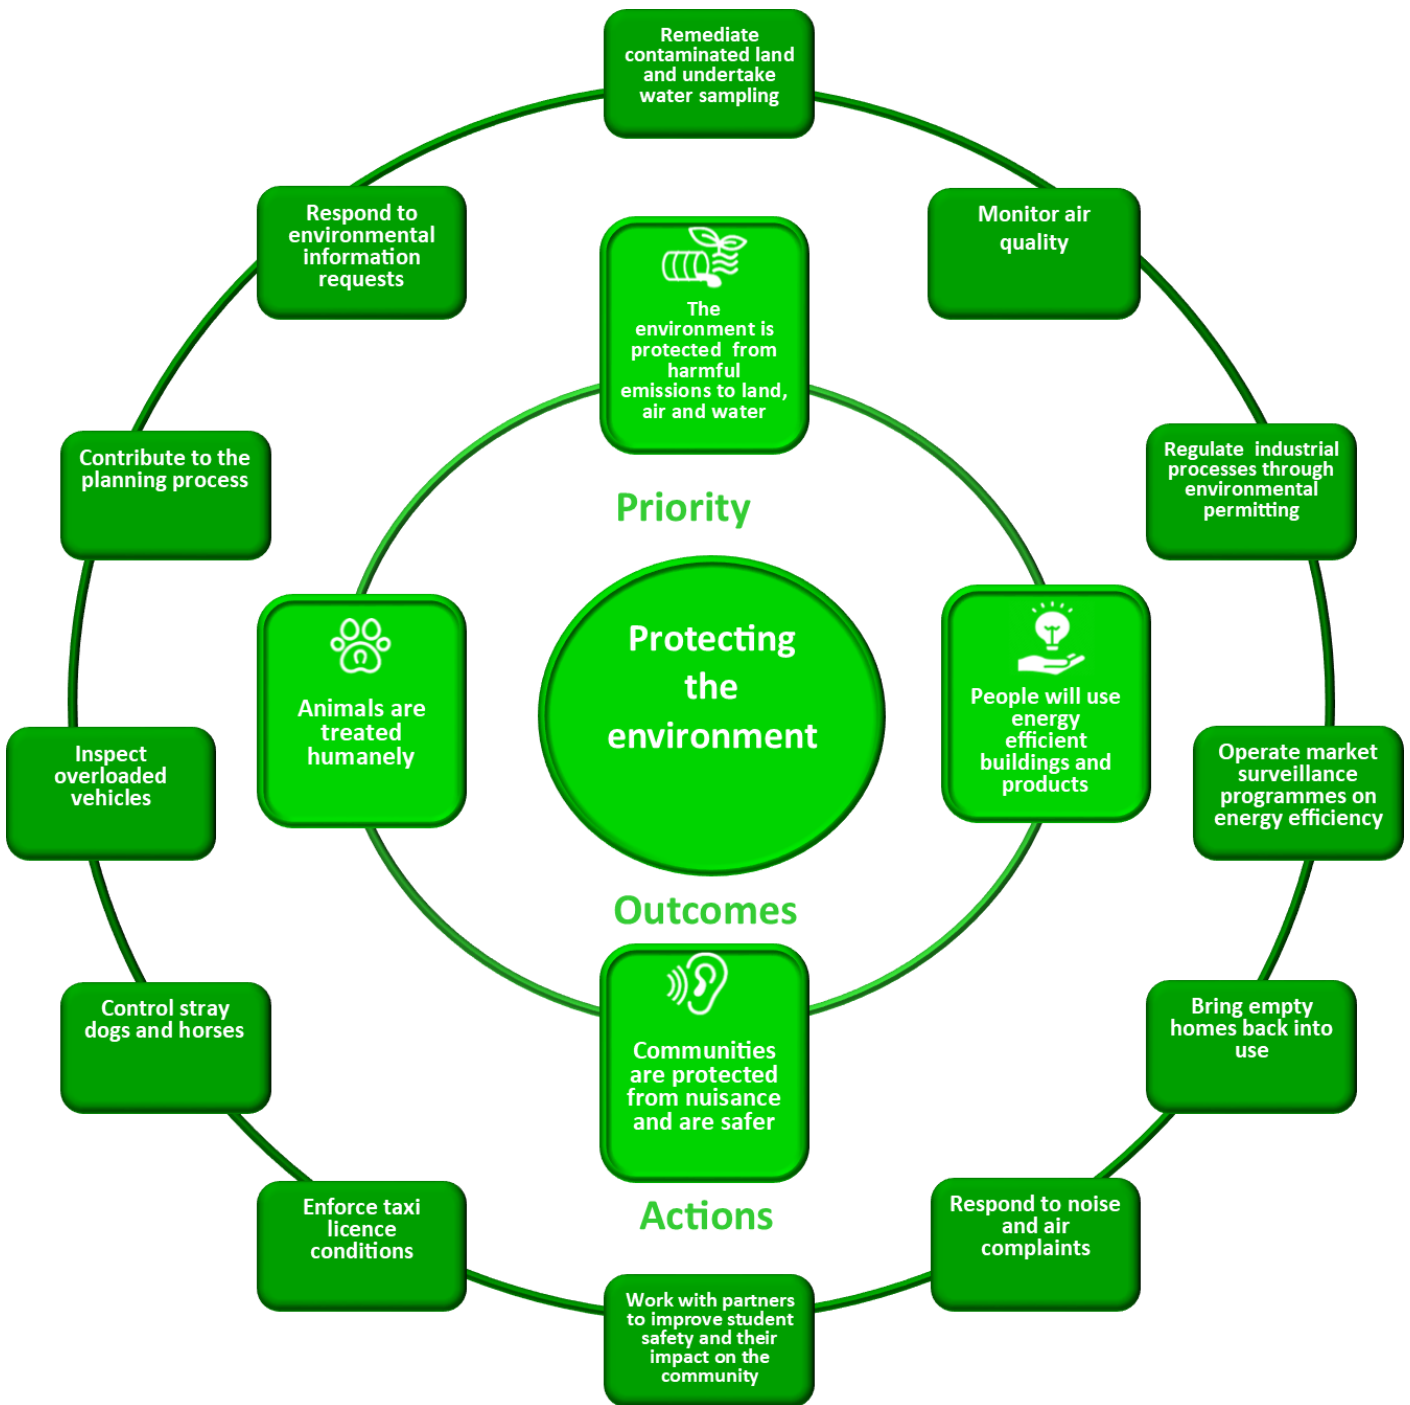 Remediate
contaminated land
and undertake
water sampling
Respond to
environmental
information
requests
Monitor air
quality
The
environment is
protected from
harmful
emissions to land,
air and water
Contribute to the
planning process
Regulate industrial
processes through
environmental
permitting
Priority
Protecting
the
environment
Animals are
treated
humanely
People will use
energy
efficient
buildings and
products
Inspect
overloaded
vehicles
Operate market
surveillance
programmes on
energy efficiency
Outcomes
Communities
are protected
from nuisance
and are safer
Control stray
dogs and horses
Bring empty
homes back into
use
Actions
Enforce taxi
licence
conditions
Respond to noise
and air
complaints
Work with partners
to improve student
safety and their
impact on the
community